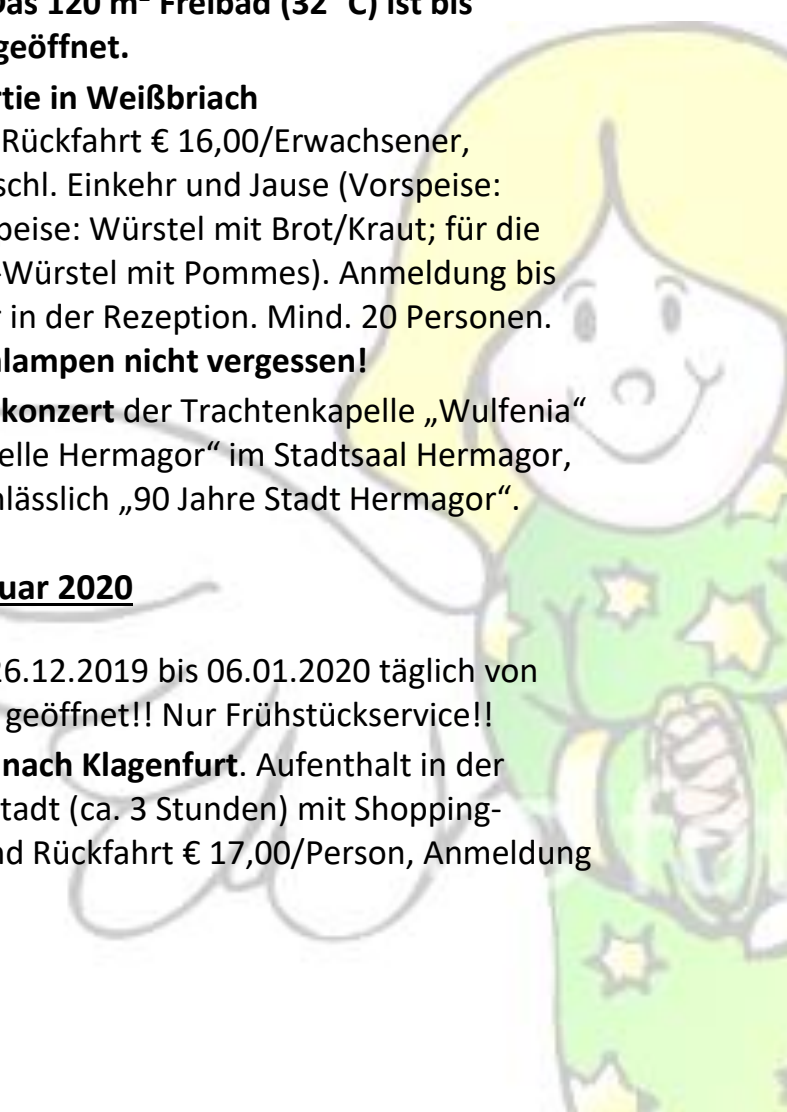 Das 120 m² Freibad (32 °C) ist bis
geöffnet.
rtie in Weißbriach
Rückfahrt € 16,00/Erwachsener,
schl. Einkehr und Jause (Vorspeise:
peise: Würstel mit Brot/Kraut; für die
-Würstel mit Pommes). Anmeldung bis
r in der Rezeption. Mind. 20 Personen.
nlampen nicht vergessen!
konzert der Trachtenkapelle „Wulfenia“
elle Hermagor“ im Stadtsaal Hermagor,
nlässlich „90 Jahre Stadt Hermagor“.
uar 2020
26.12.2019 bis 06.01.2020 täglich von
geöffnet!! Nur Frühstückservice!!
nach Klagenfurt. Aufenthalt in der
stadt (ca. 3 Stunden) mit Shopping-
nd Rückfahrt € 17,00/Person, Anmeldung